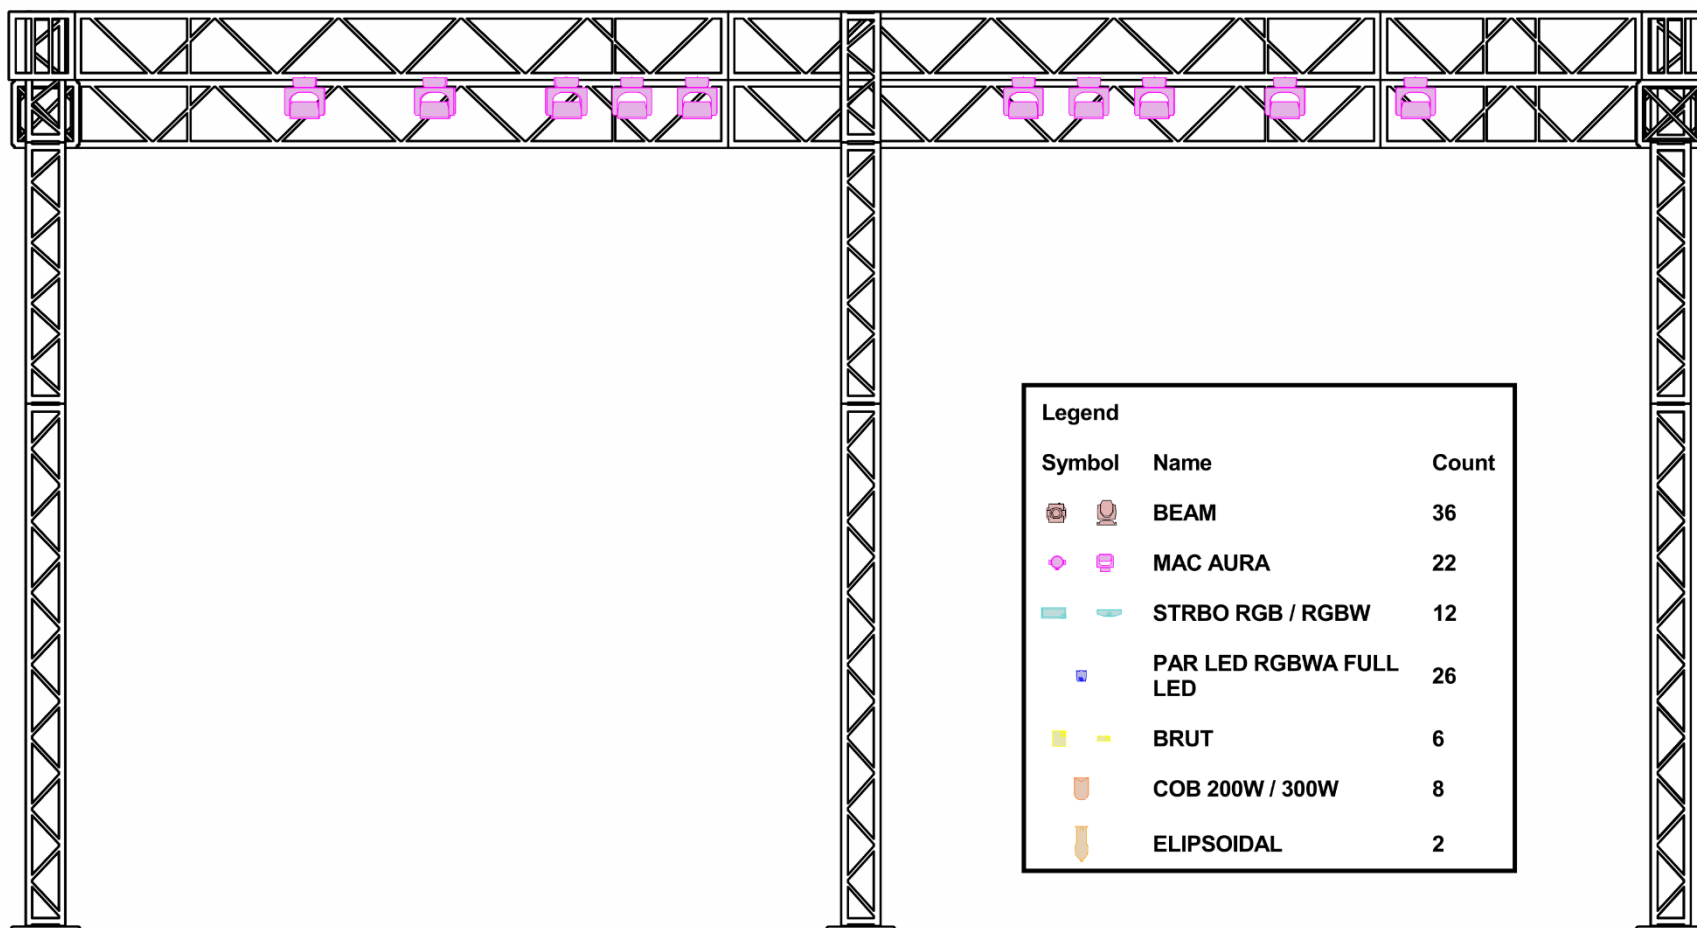 Legend
Symbol Name Count
BEAM 36
MAC AURA 22
STRBO RGB / RGBW 12
PAR LED RGBWA FULL 26
LED
BRUT 6
COB 200W / 300W 8
ELIPSOIDAL 2